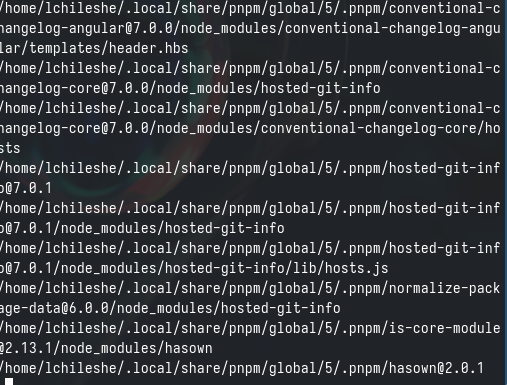 /home/lchileshe/.local/share/pnpm/global/5/.pnpm/conventional-c
hangelog-angular@7.0.0/node_modules/conventional-changelog-angu
lar/templates/header.hbs
/home/lchileshe/.local/share/pnpm/global/5/.pnpm/conventional-c
hangelog-core@7.0.0/node_modules/hosted-git-info
/home/lchileshe/.local/share/pnpm/global/5/.pnpm/conventional-c
hangelog-core@7.0.0/node_modules/conventional-changelog-core/ho
sts
/home/lchileshe/.local/share/pnpm/global/5/.pnpm/hosted-git-inf
o@7.0.1
/home/lchileshe/.local/share/pnpm/global/5/.pnpm/hosted-git-inf
o@7.0.1/node_modules/hosted-git-info
/home/lchileshe/.local/share/pnpm/global/5/.pnpm/hosted-git-inf
o@7.0.1/node_modules/hosted-git-info/lib/hosts.js
/home/lchileshe/.local/share/pnpm/global/5/.pnpm/normalize-pack
age-data@6.0.0/node_modules/hosted-git-info
/home/lchileshe/.local/share/pnpm/global/5/.pnpm/is-core-module
@2.13.1/node_modules/hasown
/home/lchileshe/.local/share/pnpm/global/5/.pnpm/hasown@2.0.1